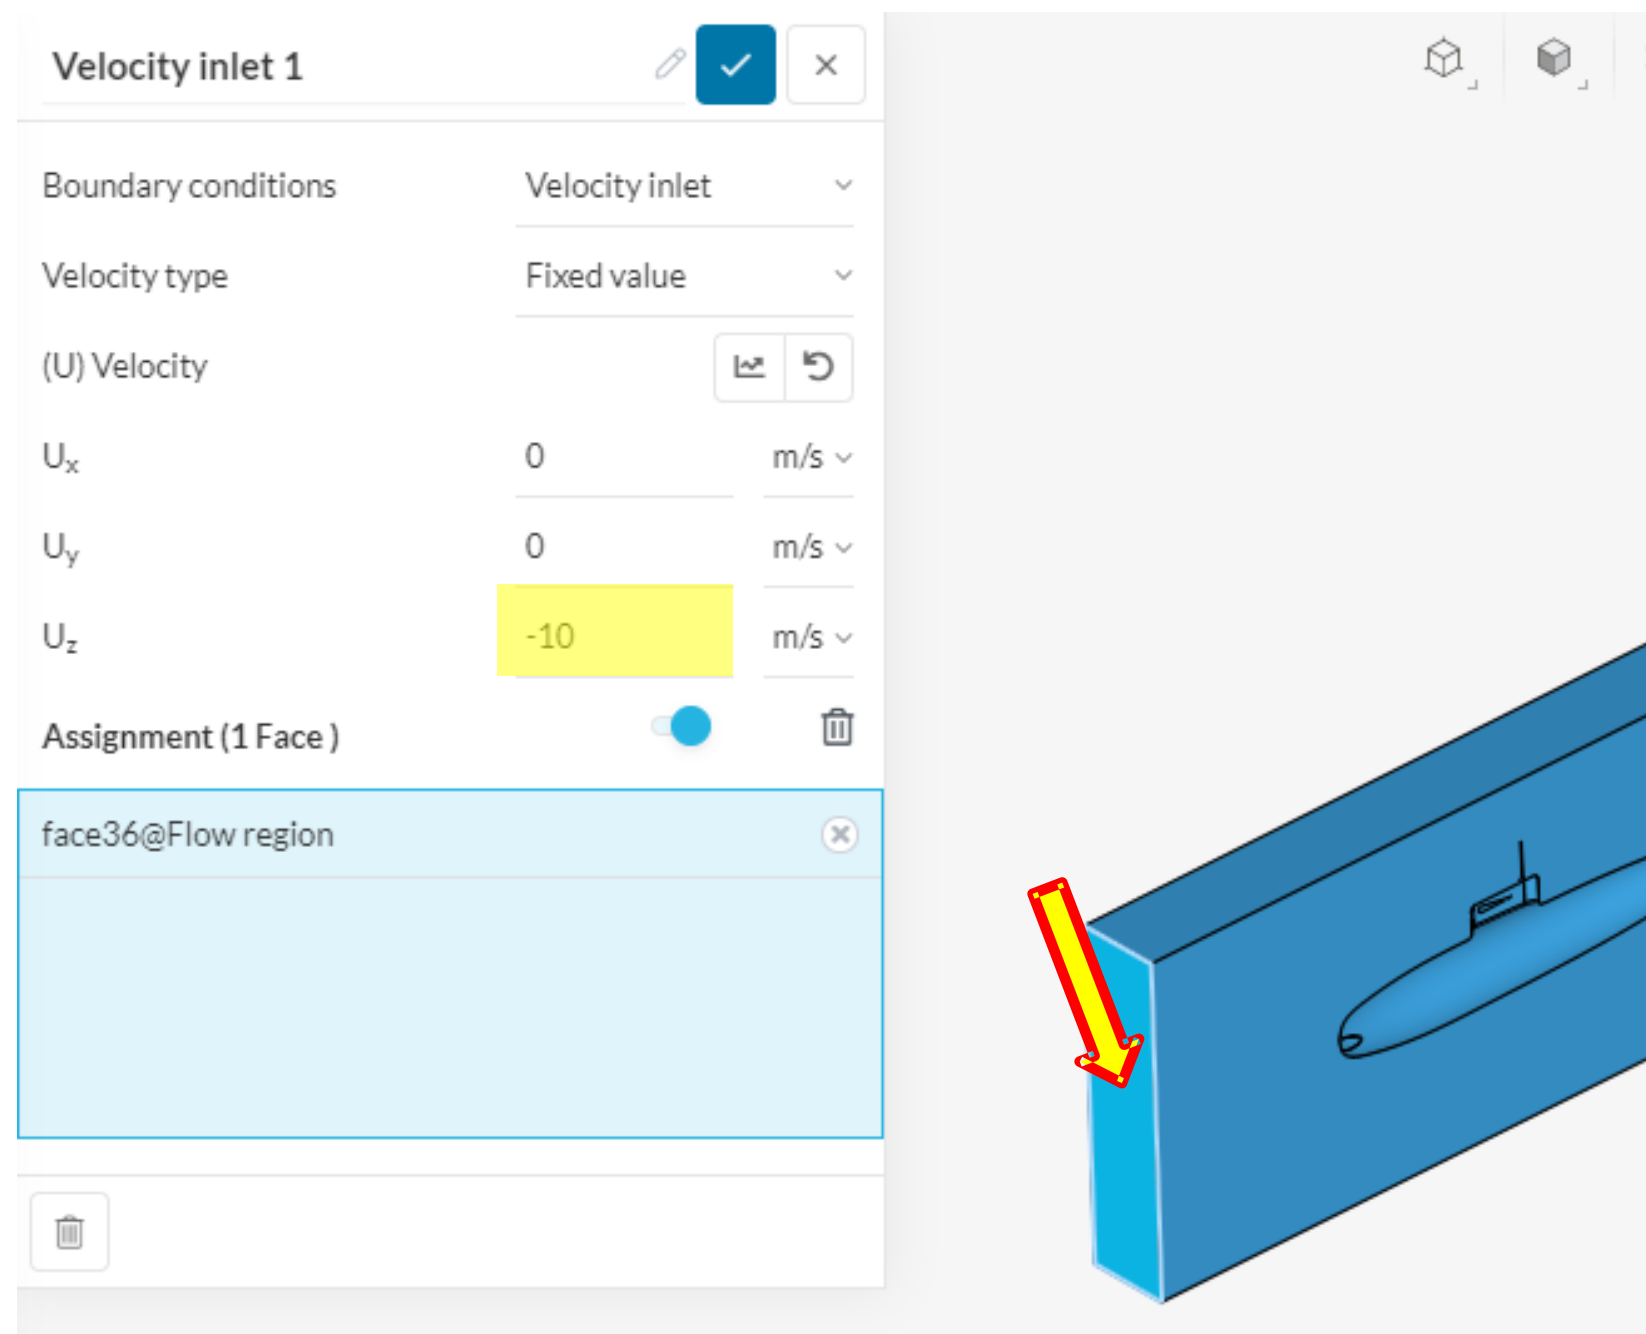 Velocity inlet 1
Boundary conditions Velocity inlet
Velocity type Fixed value
(U) Velocity
Ux 0 m/s
Uy 0 m/s
Uz -10 m/s
Assignment (1 Face )
face36@Flow region